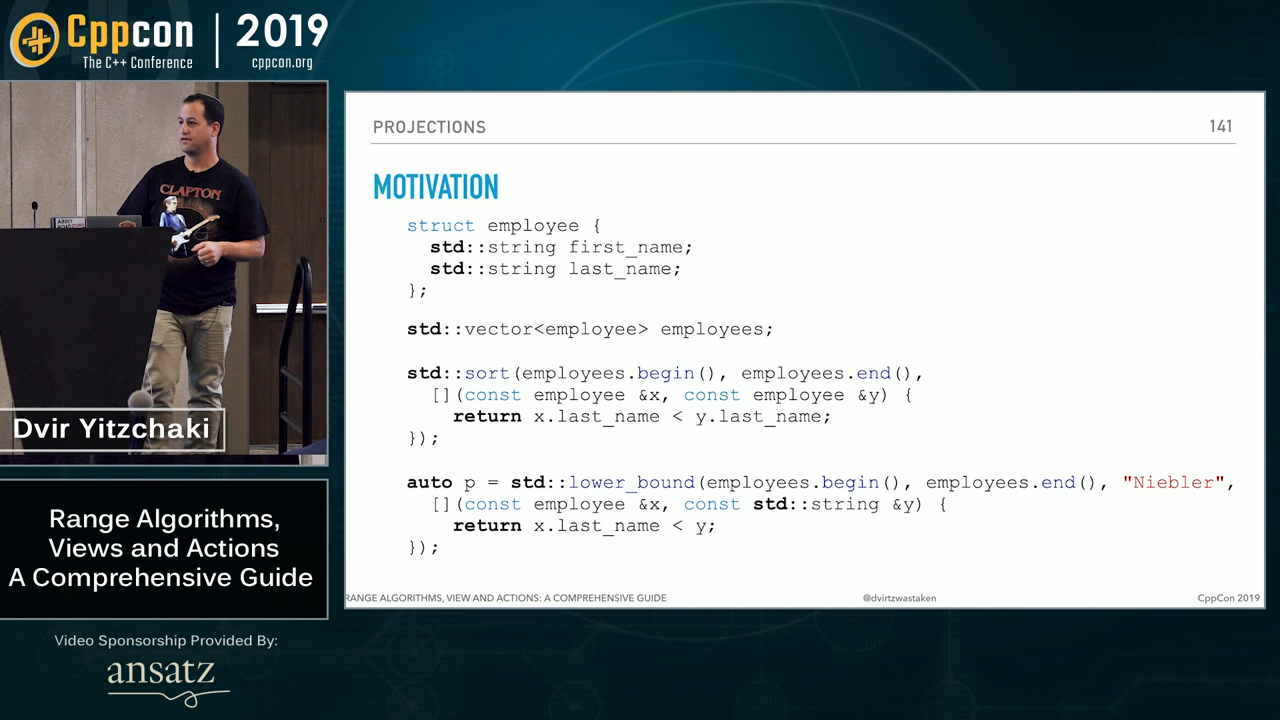 Cppcon
The C++ Conference
2019
cppcon.org
CLAPTON
Dvir Yitzchaki
Range Algorithms,
Views and Actions
A Comprehensive Guide
Video Sponsorship Provided By:
ansatz
PROJECTIONS
141
MOTIVATION
struct employee {
  std::string first_name;
  std::string last_name;
};
std::vector<employee> employees;
std::sort(employees.begin(), employees.end(),
  [](const employee &x, const employee &y) {
    return x.last_name < y.last_name;
});
auto p = std::lower_bound(employees.begin(), employees.end(), "Niebler",
  [](const employee &x, const std::string &y) {
    return x.last_name < y;
});
RANGE ALGORITHMS, VIEW AND ACTIONS: A COMPREHENSIVE GUIDE
@dvirtzwastaken
CppCon 2019